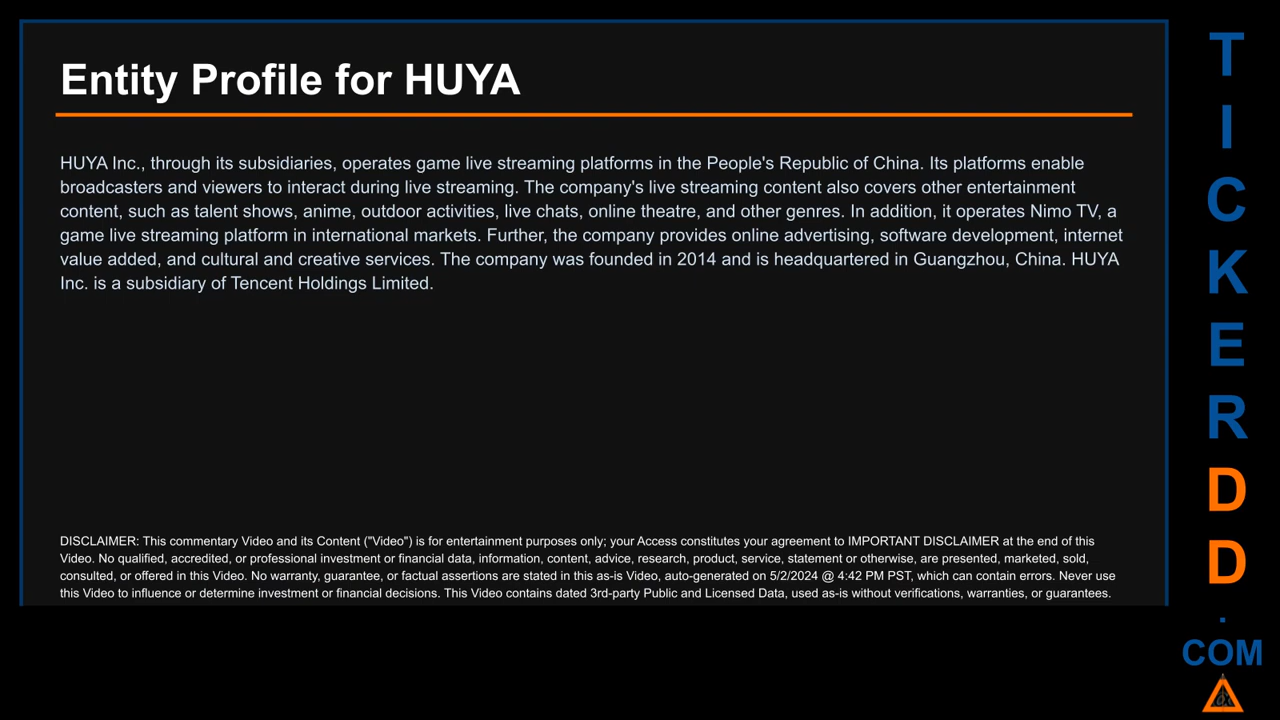 Entity Profile for HUYA
HUYA Inc., through its subsidiaries, operates game live streaming platforms in the People's Republic of China. Its platforms enable
broadcasters and viewers to interact during live streaming. The company's live streaming content also covers other entertainment
content, such as talent shows, anime, outdoor activities, live chats, online theatre, and other genres. In addition, it operates Nimo TV, a
game live streaming platform in international markets. Further, the company provides online advertising, software development, internet
value added, and cultural and creative services. The company was founded in 2014 and is headquartered in Guangzhou, China. HUYA
Inc. is a subsidiary of Tencent Holdings Limited.
DISCLAIMER: This commentary Video and its Content ("Video") is for entertainment purposes only; your Access constitutes your agreement to IMPORTANT DISCLAIMER at the end of this
Video. No qualified, accredited, or professional investment or financial data, information, content, advice, research, product, service, statement or otherwise, are presented, marketed, sold,
consulted, or offered in this Video. No warranty, guarantee, or factual assertions are stated in this as-is Video, auto-generated on 5/2/2024 @ 4:42 PM PST, which can contain errors. Never use
this Video to influence or determine investment or financial decisions. This Video contains dated 3rd-party Public and Licensed Data, used as-is without verifications, warranties, or guarantees.
T
I
C
K
E
R
D
D
.
COM